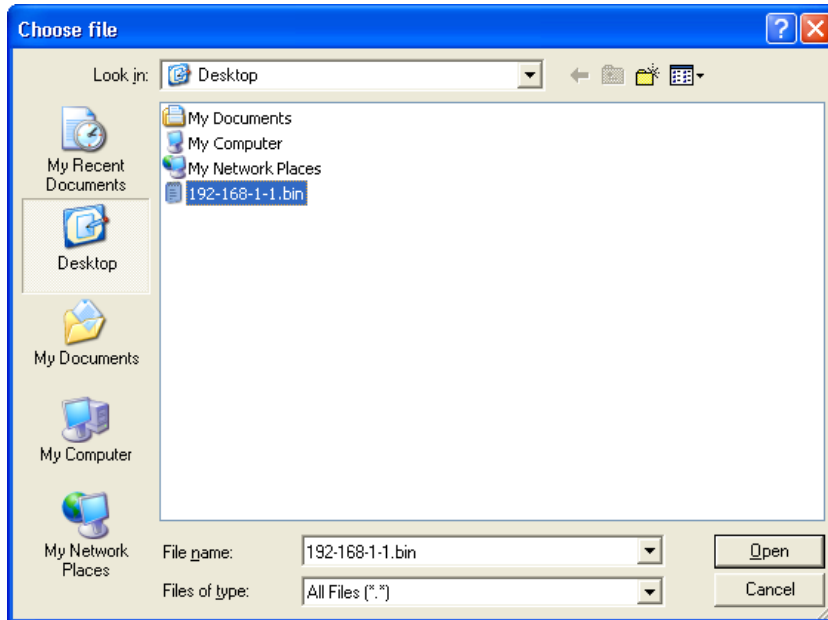 Choose file
Look in:
Desktop
My Recent
Documents
Desktop
My Documents
My Computer
My Network
Places
My Documents
My Computer
My Network Places
192-168-1-1.bin
File name:
192-168-1-1.bin
Open
Files of type:
All Files (*.*)
Cancel